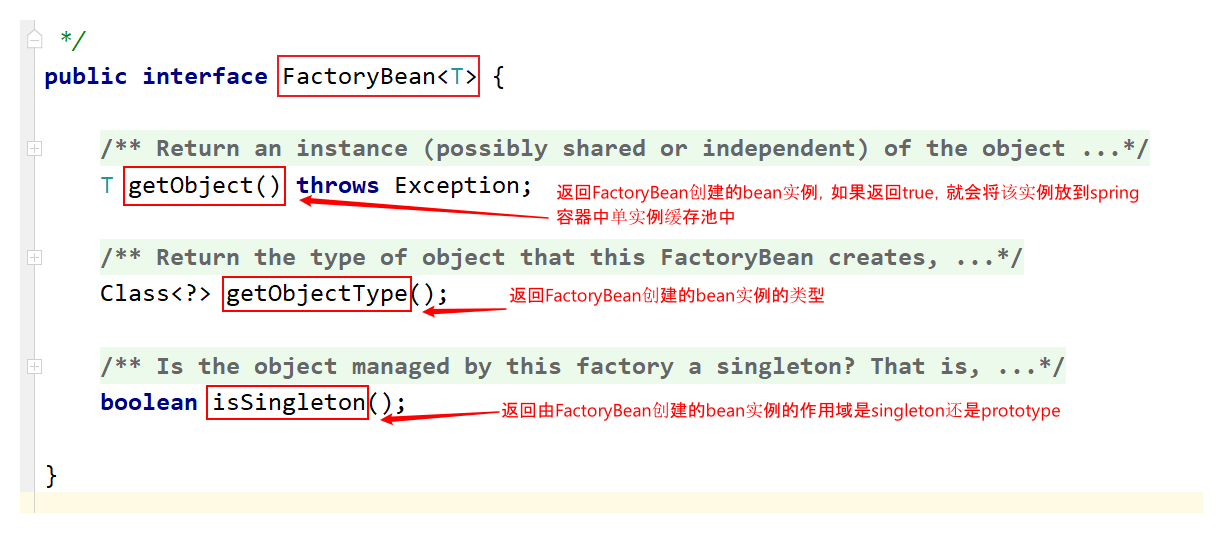 */
public interface FactoryBean<T> {
/** Return an instance (possibly shared or independent) of the object ...*/
T getObject() throws Exception;
返回FactoryBean创建的bean实例, 如果返回true, 就会将该实例放到spring
容器中单实例缓存池中
/** Return the type of object that this FactoryBean creates, ...*/
Class<?> getObjectType();
返回FactoryBean创建的bean实例的类型
/** Is the object managed by this factory a singleton? That is, ...*/
boolean isSingleton();
返回由FactoryBean创建的bean实例的作用域是singleton还是prototype
}